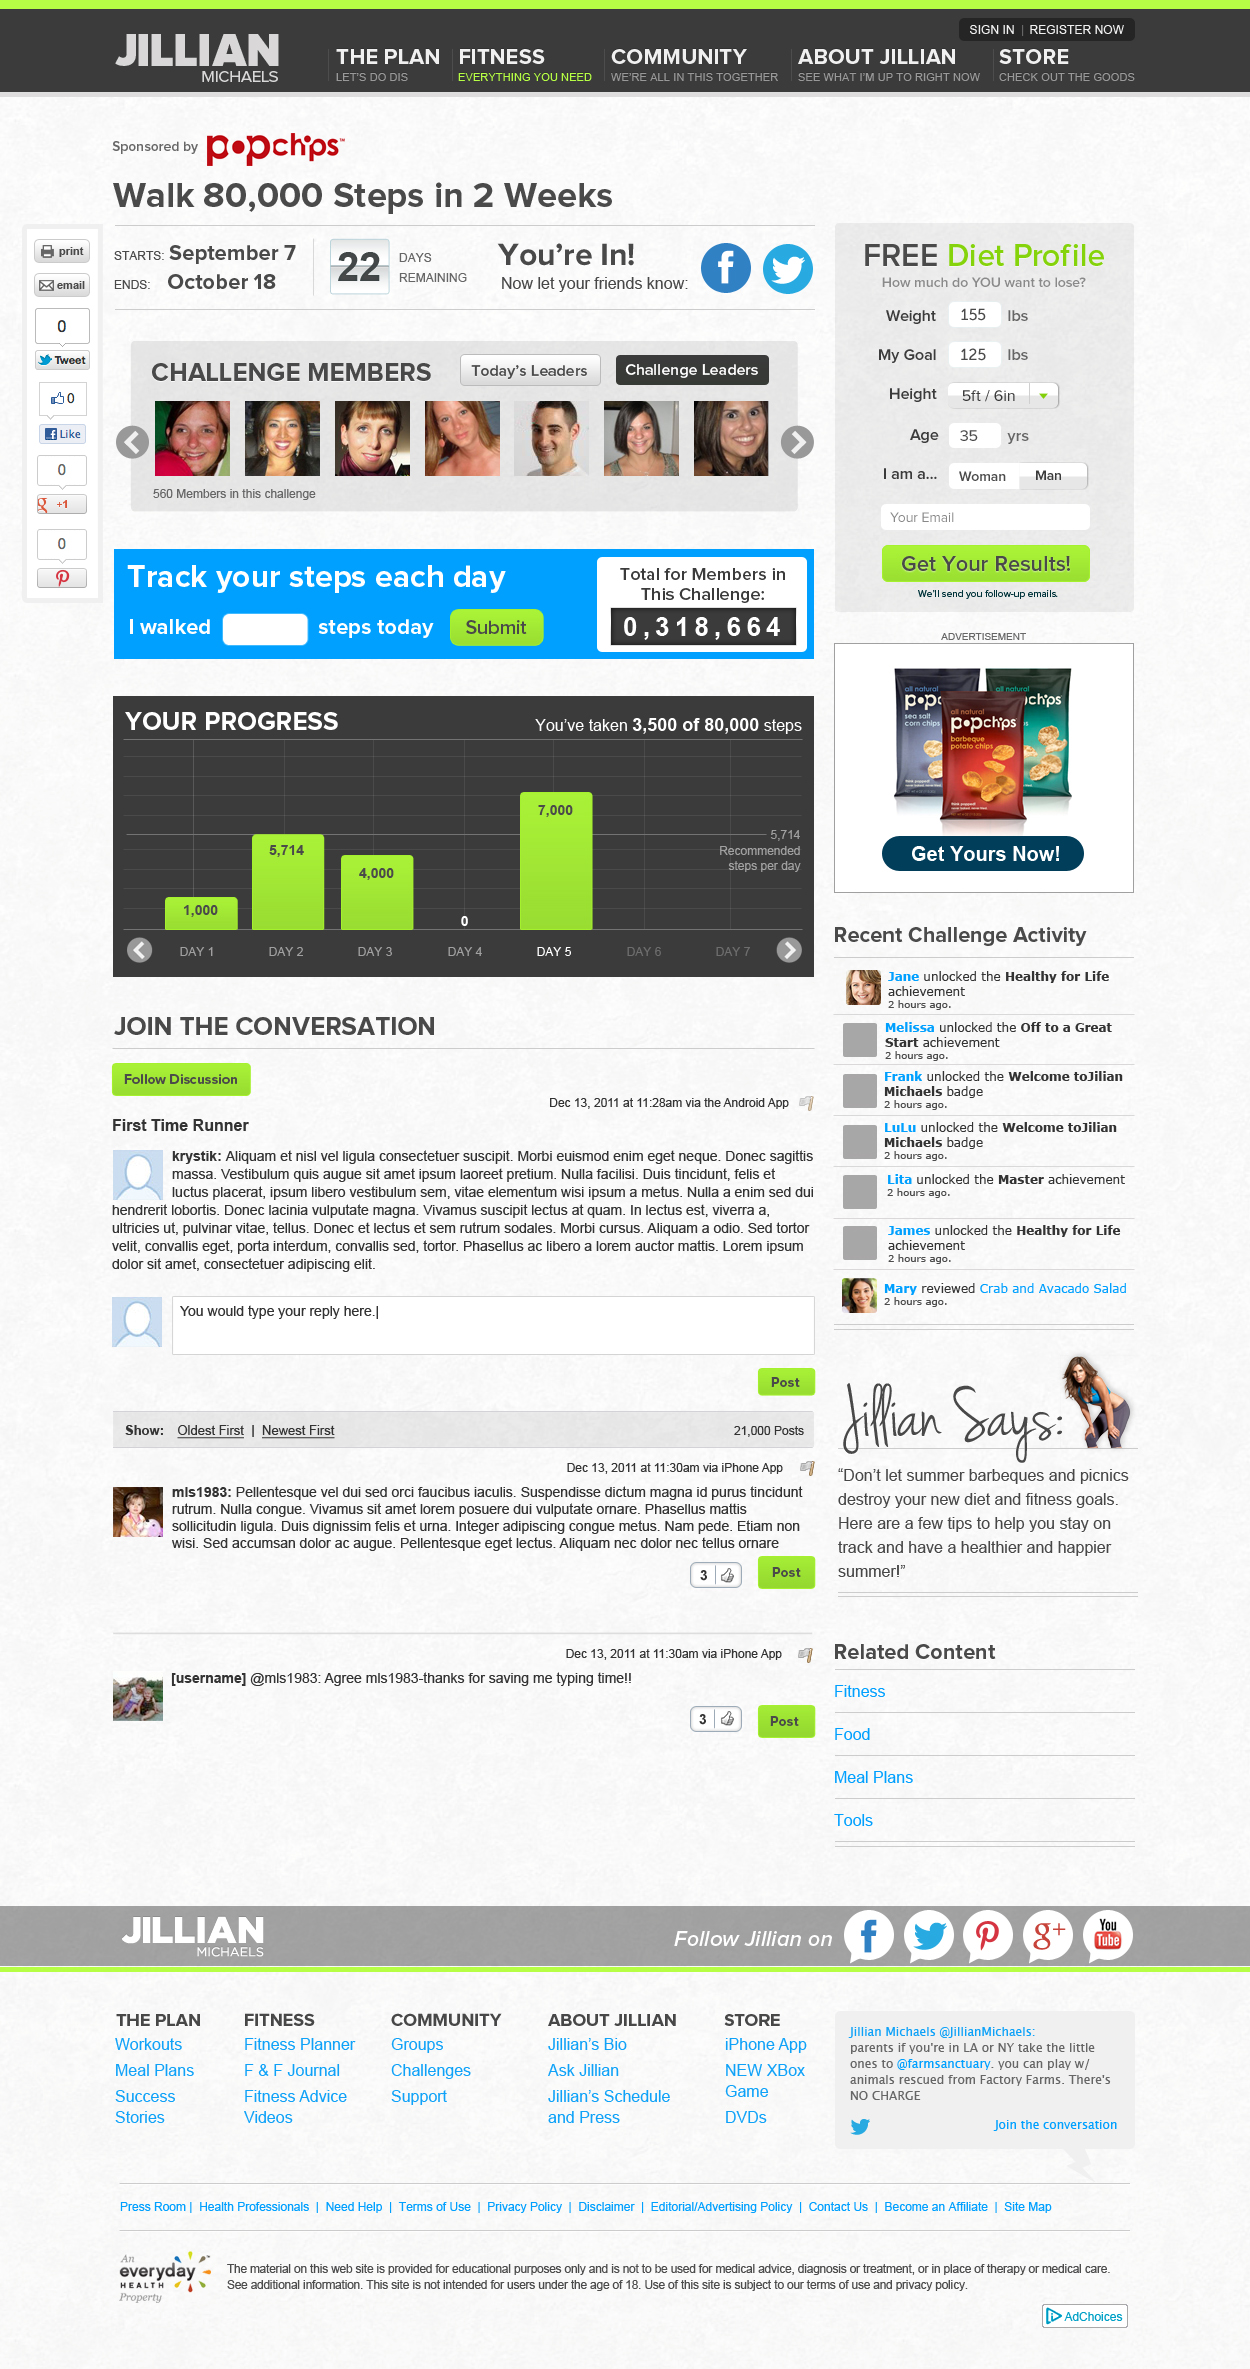 SIGN IN | REGISTER NOW
JILLIAN
MICHAELS
THE PLAN
LET'S DO DIS
FITNESS
EVERYTHING YOU NEED
COMMUNITY
WE'RE ALL IN THIS TOGETHER
ABOUT JILLIAN
SEE WHAT I'M UP TO RIGHT NOW
STORE
CHECK OUT THE GOODS
Sponsored by popchips™
Walk 80,000 Steps in 2 Weeks
print
email
0
Tweet
0
Like
0
g +1
0
STARTS: September 7
ENDS: October 18
22
DAYS
REMAINING
You're In!
Now let your friends know:
CHALLENGE MEMBERS
Today's Leaders
Challenge Leaders
560 Members in this challenge
FREE Diet Profile
How much do YOU want to lose?
Weight 155 lbs
My Goal 125 lbs
Height 5ft / 6in
Age 35 yrs
I am a... Woman Man
Your Email
Get Your Results!
We'll send you follow-up emails.
Track your steps each day
I walked steps today Submit
Total for Members in
This Challenge:
0,318,664
ADVERTISEMENT
all natural
popchips
sea salt
corn chips
all natural
popchips
barbeque
potato chips
all natural
popchips
Get Yours Now!
YOUR PROGRESS
You've taken 3,500 of 80,000 steps
1,000
5,714
4,000
0
7,000
5,714
Recommended
steps per day
DAY 1
DAY 2
DAY 3
DAY 4
DAY 5
DAY 6
DAY 7
Recent Challenge Activity
Jane unlocked the Healthy for Life
achievement
2 hours ago.
Melissa unlocked the Off to a Great
Start achievement
2 hours ago.
Frank unlocked the Welcome toJilian
Michaels badge
2 hours ago.
LuLu unlocked the Welcome toJilian
Michaels badge
2 hours ago.
Lita unlocked the Master achievement
2 hours ago.
James unlocked the Healthy for Life
achievement
2 hours ago.
Mary reviewed Crab and Avacado Salad
2 hours ago.
JOIN THE CONVERSATION
Follow Discussion
Dec 13, 2011 at 11:28am via the Android App
First Time Runner
krystik: Aliquam et nisl vel ligula consectetuer suscipit. Morbi euismod enim eget neque. Donec sagittis
massa. Vestibulum quis augue sit amet ipsum laoreet pretium. Nulla facilisi. Duis tincidunt, felis et
luctus placerat, ipsum libero vestibulum sem, vitae elementum wisi ipsum a metus. Nulla a enim sed dui
hendrerit lobortis. Donec lacinia vulputate magna. Vivamus suscipit lectus at quam. In lectus est, viverra a,
ultricies ut, pulvinar vitae, tellus. Donec et lectus et sem rutrum sodales. Morbi cursus. Aliquam a odio. Sed tortor
velit, convallis eget, porta interdum, convallis sed, tortor. Phasellus ac libero a lorem auctor mattis. Lorem ipsum
dolor sit amet, consectetuer adipiscing elit.
You would type your reply here.|
Post
Show: Oldest First | Newest First
21,000 Posts
Dec 13, 2011 at 11:30am via iPhone App
mls1983: Pellentesque vel dui sed orci faucibus iaculis. Suspendisse dictum magna id purus tincidunt
rutrum. Nulla congue. Vivamus sit amet lorem posuere dui vulputate ornare. Phasellus mattis
sollicitudin ligula. Duis dignissim felis et urna. Integer adipiscing congue metus. Nam pede. Etiam non
wisi. Sed accumsan dolor ac augue. Pellentesque eget lectus. Aliquam nec dolor nec tellus ornare
3
Post
Dec 13, 2011 at 11:30am via iPhone App
[username] @mls1983: Agree mls1983-thanks for saving me typing time!!
3
Post
Jillian Says:
“Don't let summer barbeques and picnics
destroy your new diet and fitness goals.
Here are a few tips to help you stay on
track and have a healthier and happier
summer!”
Related Content
Fitness
Food
Meal Plans
Tools
JILLIAN
MICHAELS
Follow Jillian on
g+
You
Tube
THE PLAN
Workouts
Meal Plans
Success
Stories
FITNESS
Fitness Planner
F & F Journal
Fitness Advice
Videos
COMMUNITY
Groups
Challenges
Support
ABOUT JILLIAN
Jillian's Bio
Ask Jillian
Jillian's Schedule
and Press
STORE
iPhone App
NEW XBox
Game
DVDs
Jillian Michaels @JillianMichaels:
parents if you're in LA or NY take the little
ones to @farmsanctuary. you can play w/
animals rescued from Factory Farms. There's
NO CHARGE
Join the conversation
Press Room | Health Professionals | Need Help | Terms of Use | Privacy Policy | Disclaimer | Editorial/Advertising Policy | Contact Us | Become an Affiliate | Site Map
An
everyday
HEALTH
Property
The material on this web site is provided for educational purposes only and is not to be used for medical advice, diagnosis or treatment, or in place of therapy or medical care.
See additional information. This site is not intended for users under the age of 18. Use of this site is subject to our terms of use and privacy policy.
AdChoices